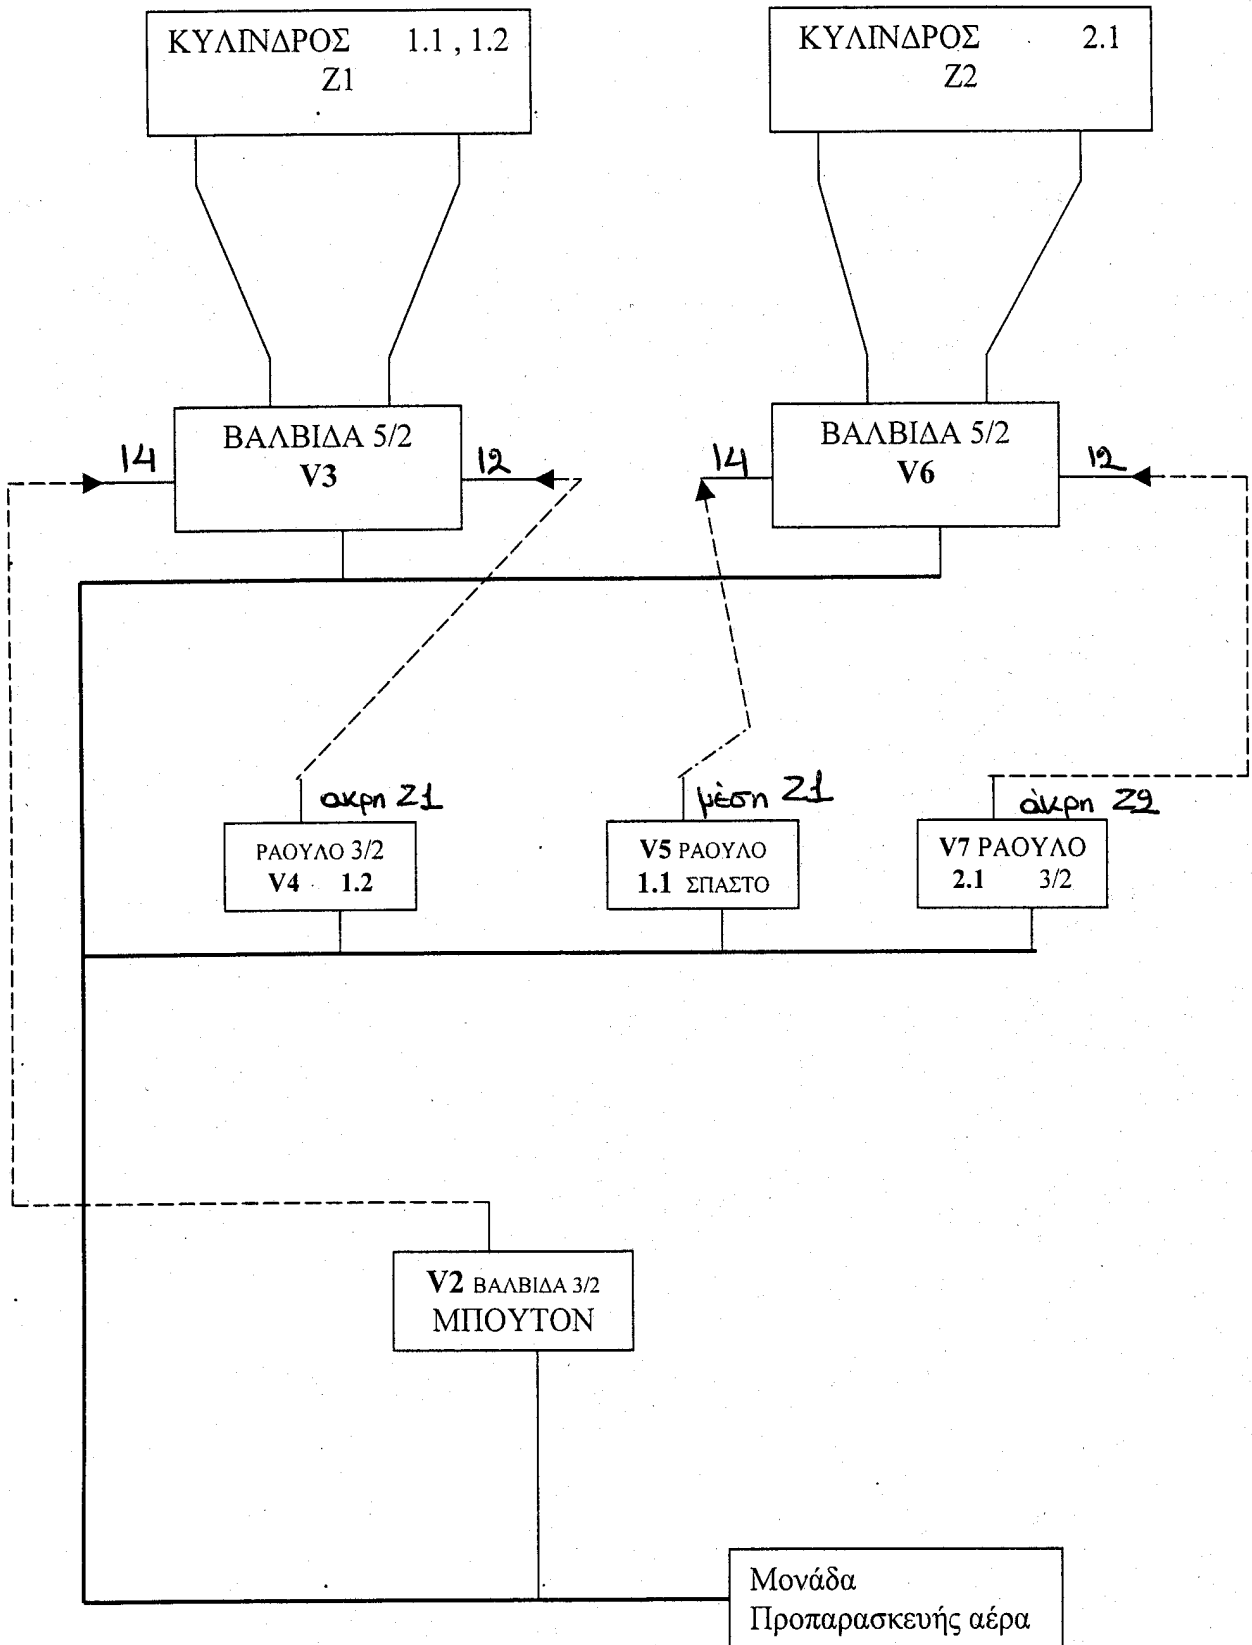 ΚΥΛΙΝΔΡΟΣ 1.1 , 1.2
Z1
ΚΥΛΙΝΔΡΟΣ 2.1
Z2
ΒΑΛΒΙΔΑ 5/2
V3
14
12
ΒΑΛΒΙΔΑ 5/2
V6
14
12
ακρη Z1
μέση Z1
άκρη Z2
ΡΑΟΥΛΟ 3/2
V4 1.2
V5 ΡΑΟΥΛΟ
1.1 ΣΠΑΣΤΟ
V7 ΡΑΟΥΛΟ
2.1 3/2
V2 ΒΑΛΒΙΔΑ 3/2
ΜΠΟΥΤΟΝ
Μονάδα
Προπαρασκευής αέρα